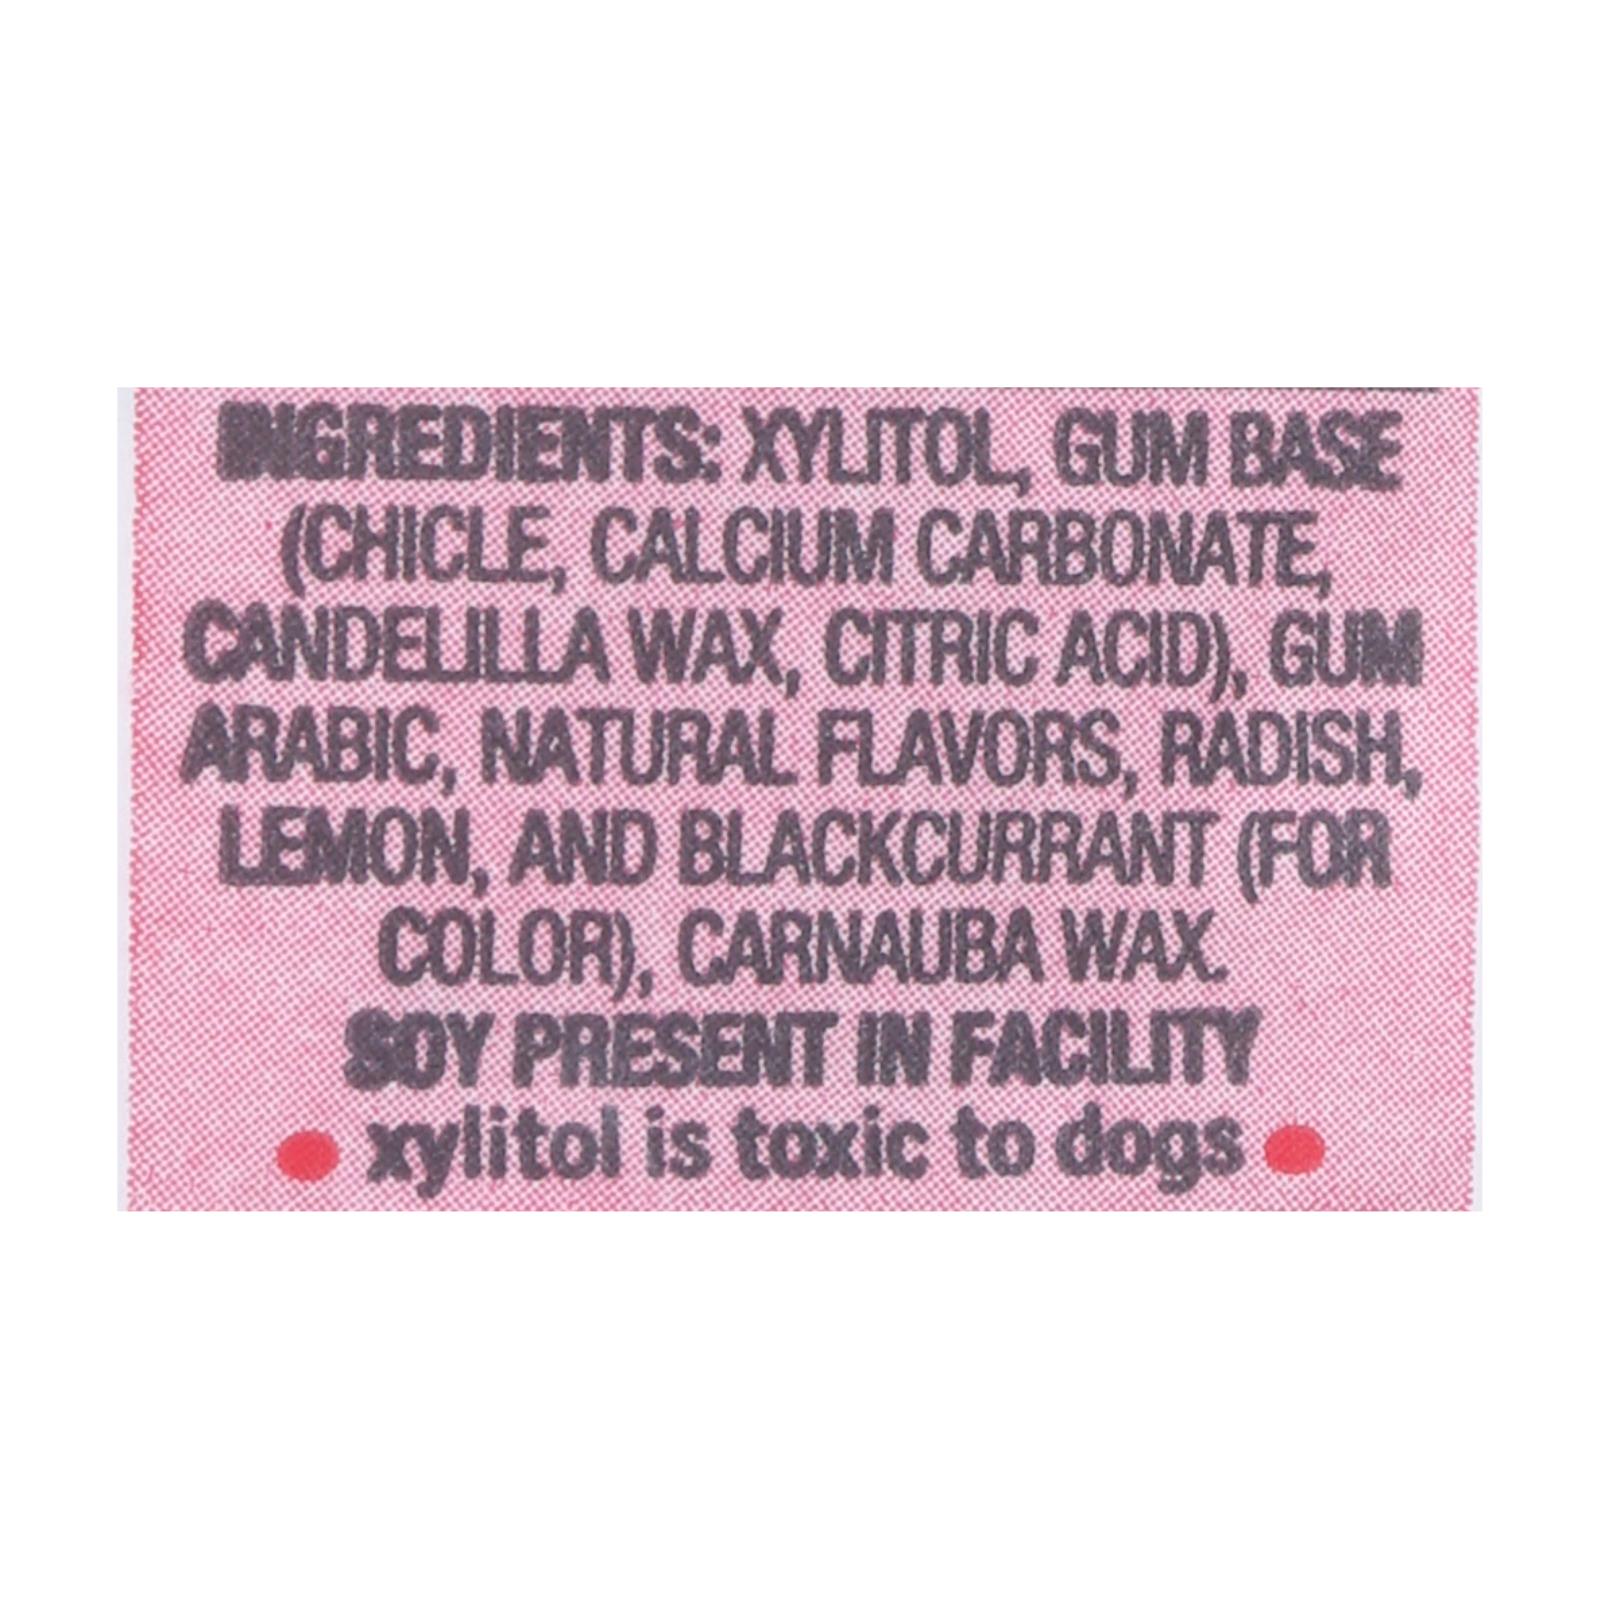 INGREDIENTS: XYLITOL, GUM BASE
(CHICLE, CALCIUM CARBONATE,
CANDELILLA WAX, CITRIC ACID), GUM
ARABIC, NATURAL FLAVORS, RADISH,
LEMON, AND BLACKCURRANT (FOR
COLOR), CARNAUBA WAX.
SOY PRESENT IN FACILITY
xylitol is toxic to dogs